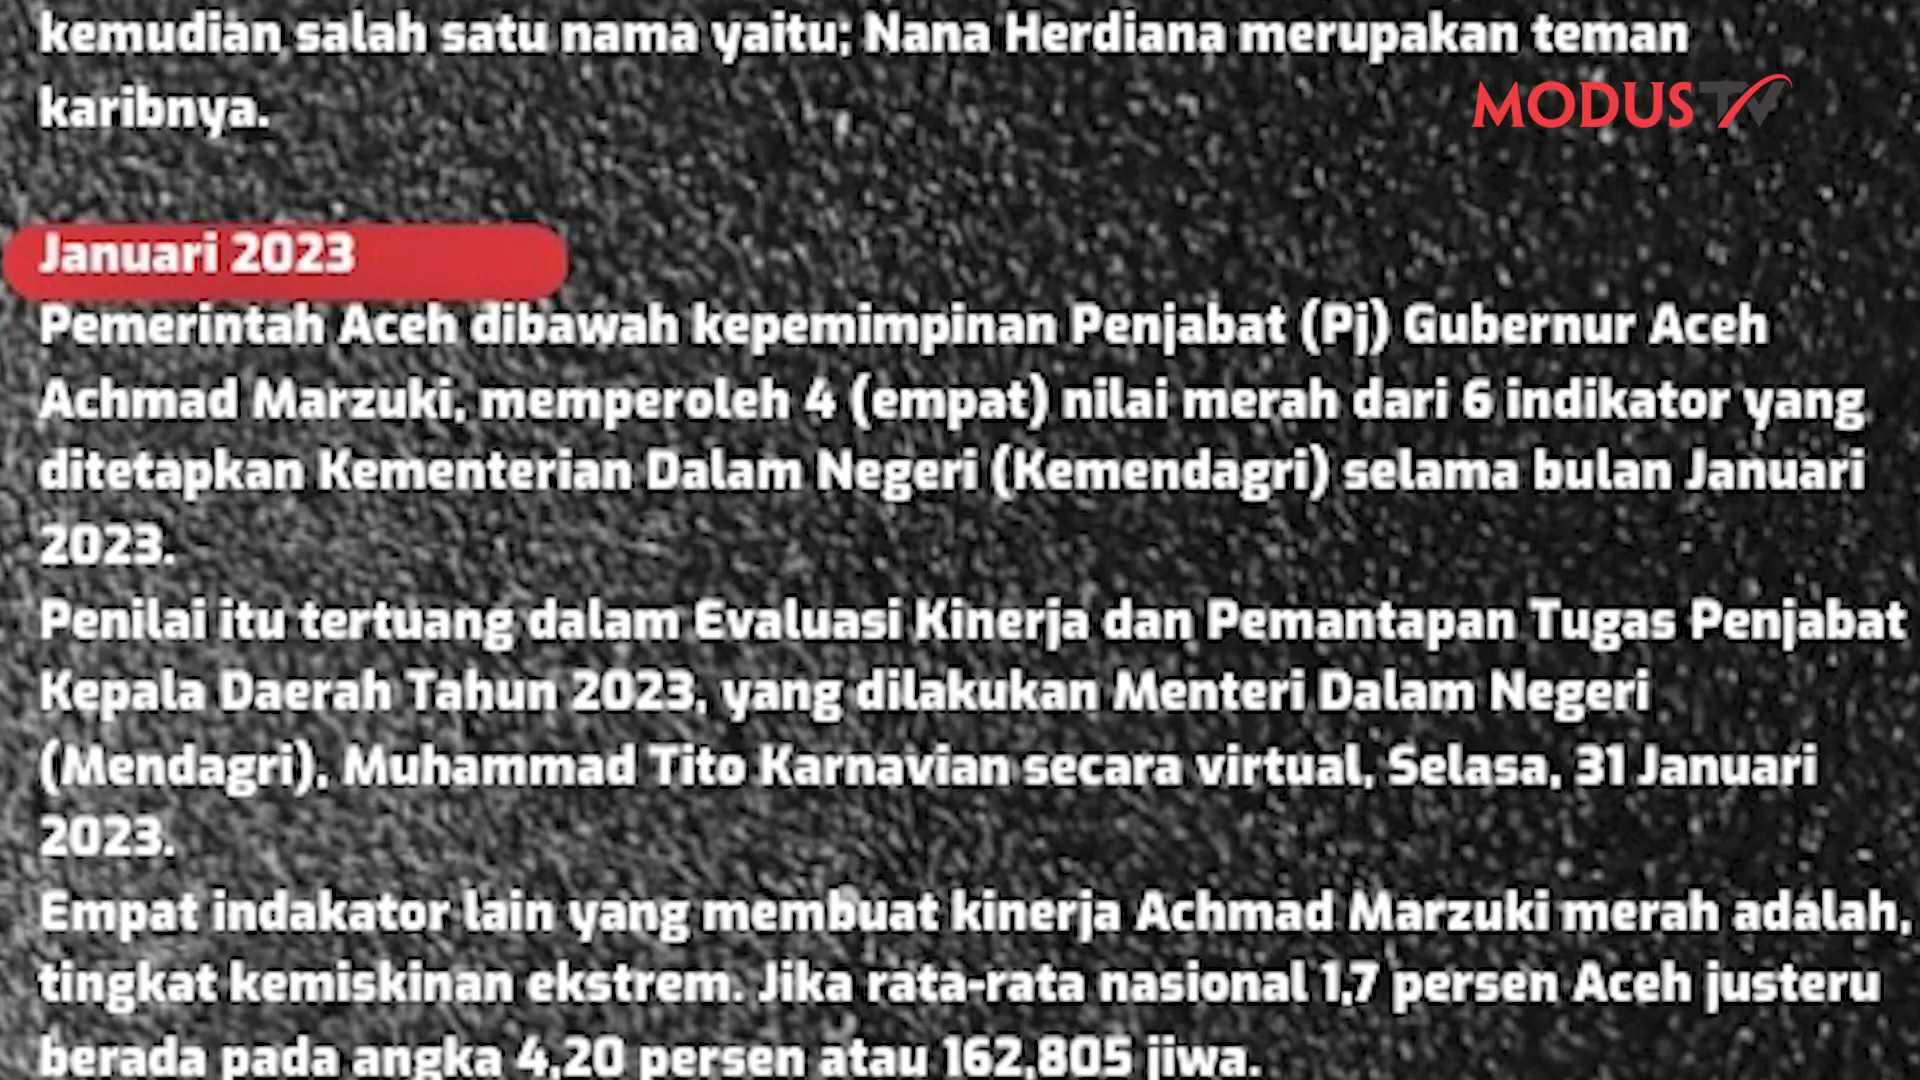 kemudian salah satu nama yaitu; Nana Herdiana merupakan teman
karibnya.
MODUS TV
Januari 2023
Pemerintah Aceh dibawah kepemimpinan Penjabat (Pj) Gubernur Aceh
Achmad Marzuki, memperoleh 4 (empat) nilai merah dari 6 indikator yang
ditetapkan Kementerian Dalam Negeri (Kemendagri) selama bulan Januari
2023.
Penilai itu tertuang dalam Evaluasi Kinerja dan Pemantapan Tugas Penjabat
Kepala Daerah Tahun 2023, yang dilakukan Menteri Dalam Negeri
(Mendagri), Muhammad Tito Karnavian secara virtual, Selasa, 31 Januari
2023.
Empat indakator lain yang membuat kinerja Achmad Marzuki merah adalah,
tingkat kemiskinan ekstrem. Jika rata-rata nasional 1,7 persen Aceh justeru
berada pada angka 4,20 persen atau 162,805 jiwa.